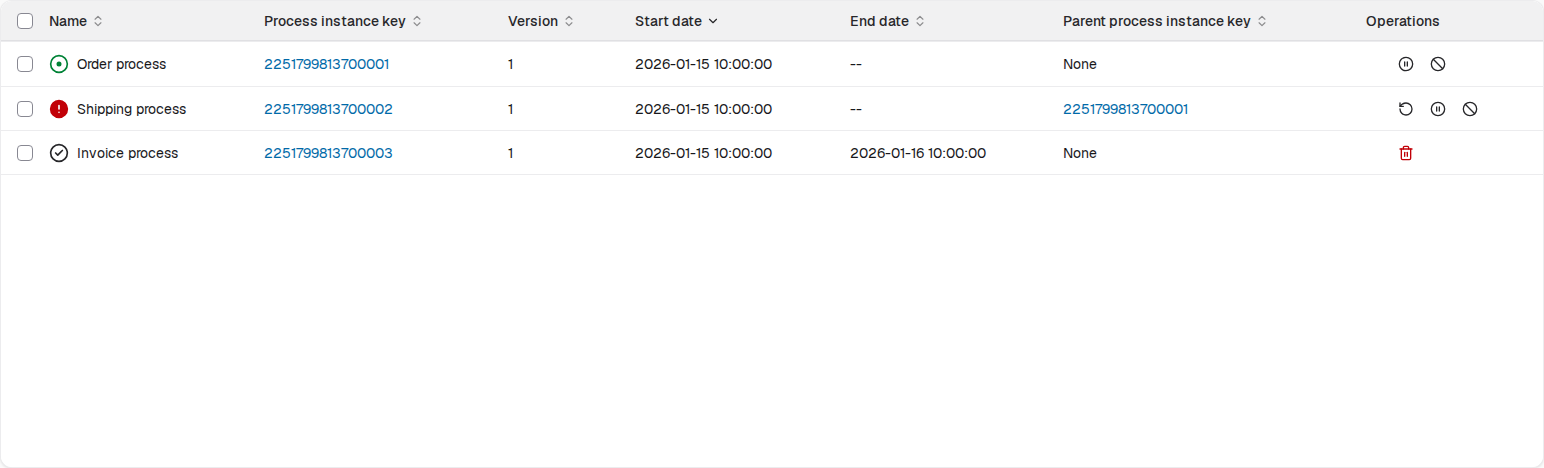 Name Process instance key Version Start date End date Parent process instance key Operations
Order process 2251799813700001 1 2026-01-15 10:00:00 -- None
Shipping process 2251799813700002 1 2026-01-15 10:00:00 -- 2251799813700001
Invoice process 2251799813700003 1 2026-01-15 10:00:00 2026-01-16 10:00:00 None